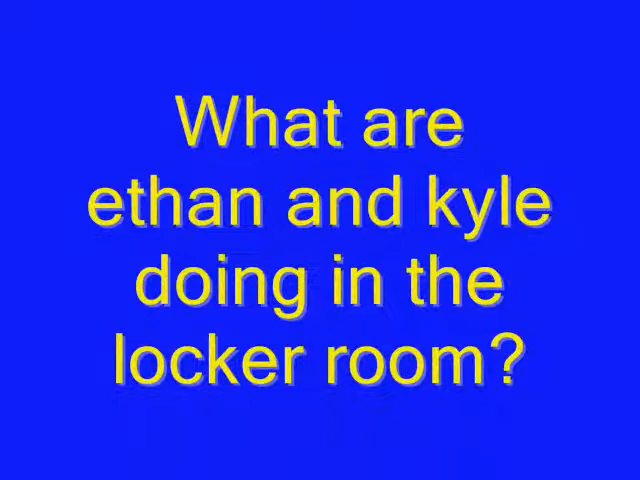 What are
ethan and kyle
doing in the
locker room?